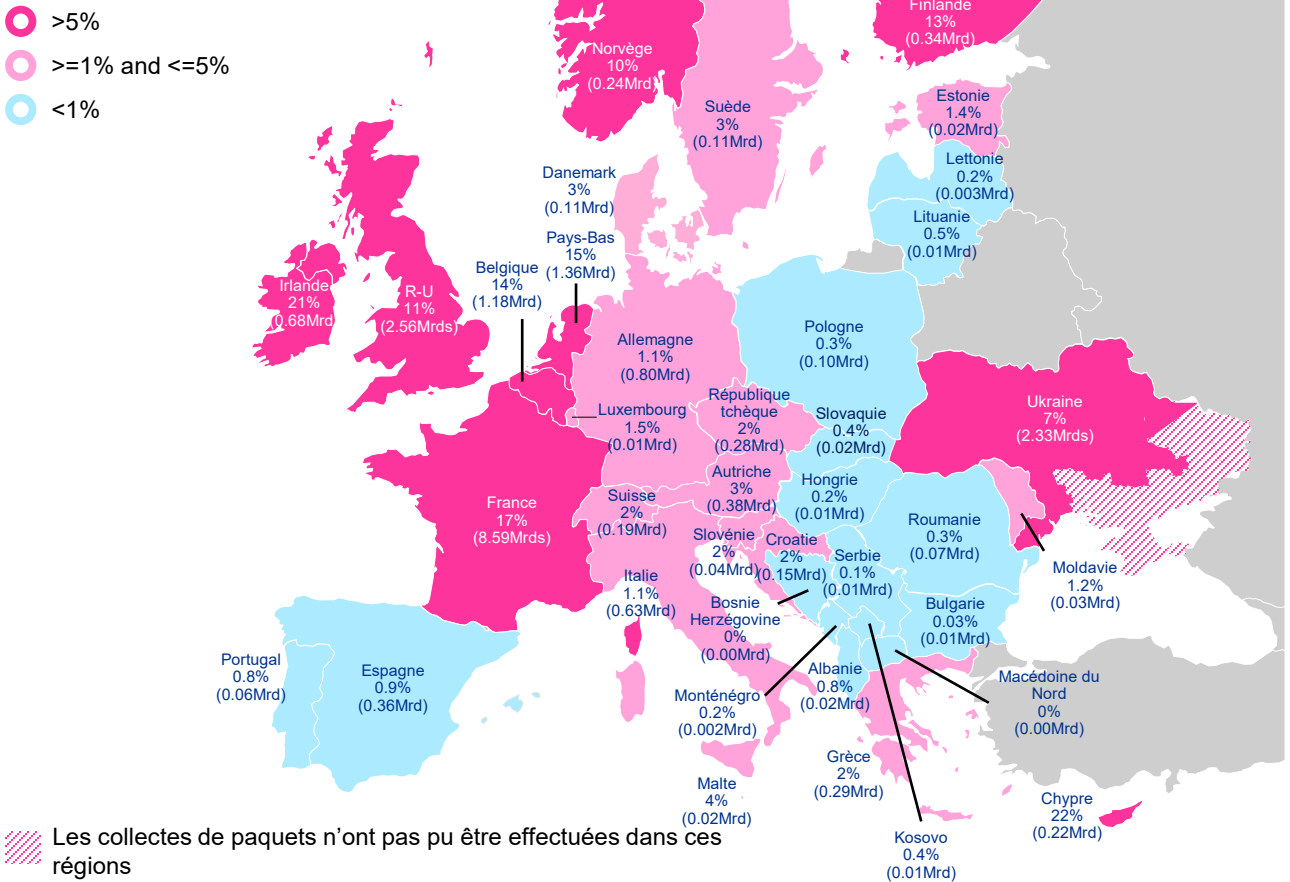 >5%
>=1% and <=5%
<1%
Finlande
13%
(0.34Mrd)
Norvège
10%
(0.24Mrd)
Suède
3%
(0.11Mrd)
Estonie
1.4%
(0.02Mrd)
Lettonie
0.2%
(0.003Mrd)
Lituanie
0.5%
(0.01Mrd)
Danemark
3%
(0.11Mrd)
Pays-Bas
15%
(1.36Mrd)
Belgique
14%
(1.18Mrd)
Irlande
21%
(0.68Mrd
R-U
11%
(2.56Mrds)
Allemagne
1.1%
(0.80Mrd)
Pologne
0.3%
(0.10Mrd)
Luxembourg
1.5%
(0.01Mrd)
République
tchèque
2%
(0.28Mrd)
Slovaquie
0.4%
(0.02Mrd)
Ukraine
7%
(2.33Mrds)
Autriche
3%
(0.38Mrd)
Hongrie
0.2%
(0.01Mrd)
Suisse
2%
(0.19Mrd)
France
17%
(8.59Mrds)
Roumanie
0.3%
(0.07Mrd)
Slovénie
2%
(0.04Mrd)
Croatie
2%
(0.15Mrd)
Serbie
0.1%
(0.01Mrd)
Moldavie
1.2%
(0.03Mrd)
Italie
1.1%
(0.63Mrd)
Bosnie
Herzégovine
0%
(0.00Mrd)
Bulgarie
0.03%
(0.01Mrd)
Portugal
0.8%
(0.06Mrd)
Espagne
0.9%
(0.36Mrd)
Monténégro
0.2%
(0.002Mrd)
Albanie
0.8%
(0.02Mrd)
Macédoine du
Nord
0%
(0.00Mrd)
Grèce
2%
(0.29Mrd)
Malte
4%
(0.02Mrd)
Chypre
22%
(0.22Mrd)
Kosovo
0.4%
(0.01Mrd)
Les collectes de paquets n’ont pas pu être effectuées dans ces
régions